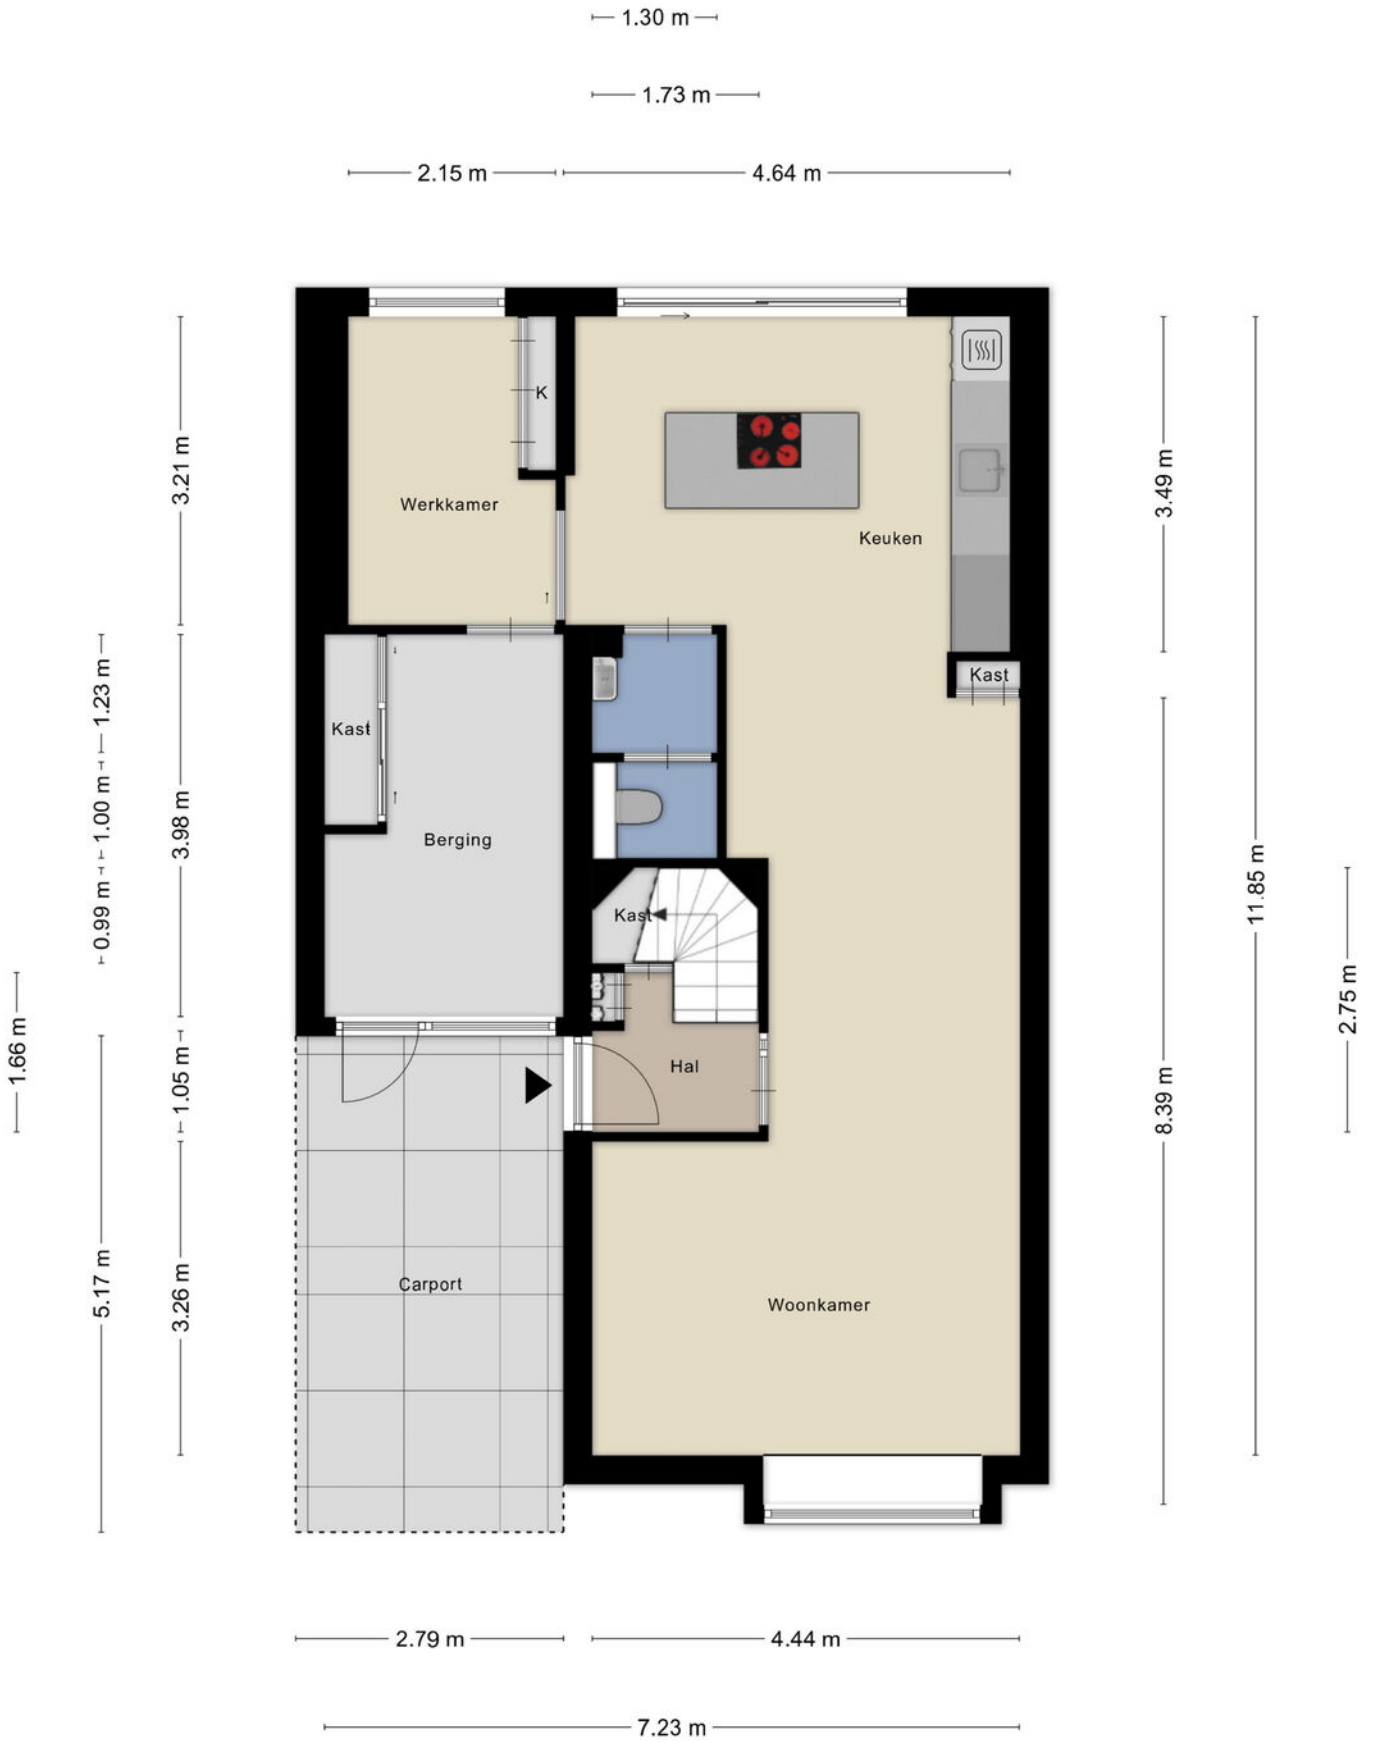 1.30 m
1.73 m
2.15 m
4.64 m
K
3.21 m
Werkkamer
3.49 m
Keuken
Kast
1.23 m
Kast
1.00 m
3.98 m
Berging
11.85 m
0.99 m
Kast
2.75 m
1.66 m
1.05 m
Hal
8.39 m
5.17 m
3.26 m
Carport
Woonkamer
2.79 m
4.44 m
7.23 m